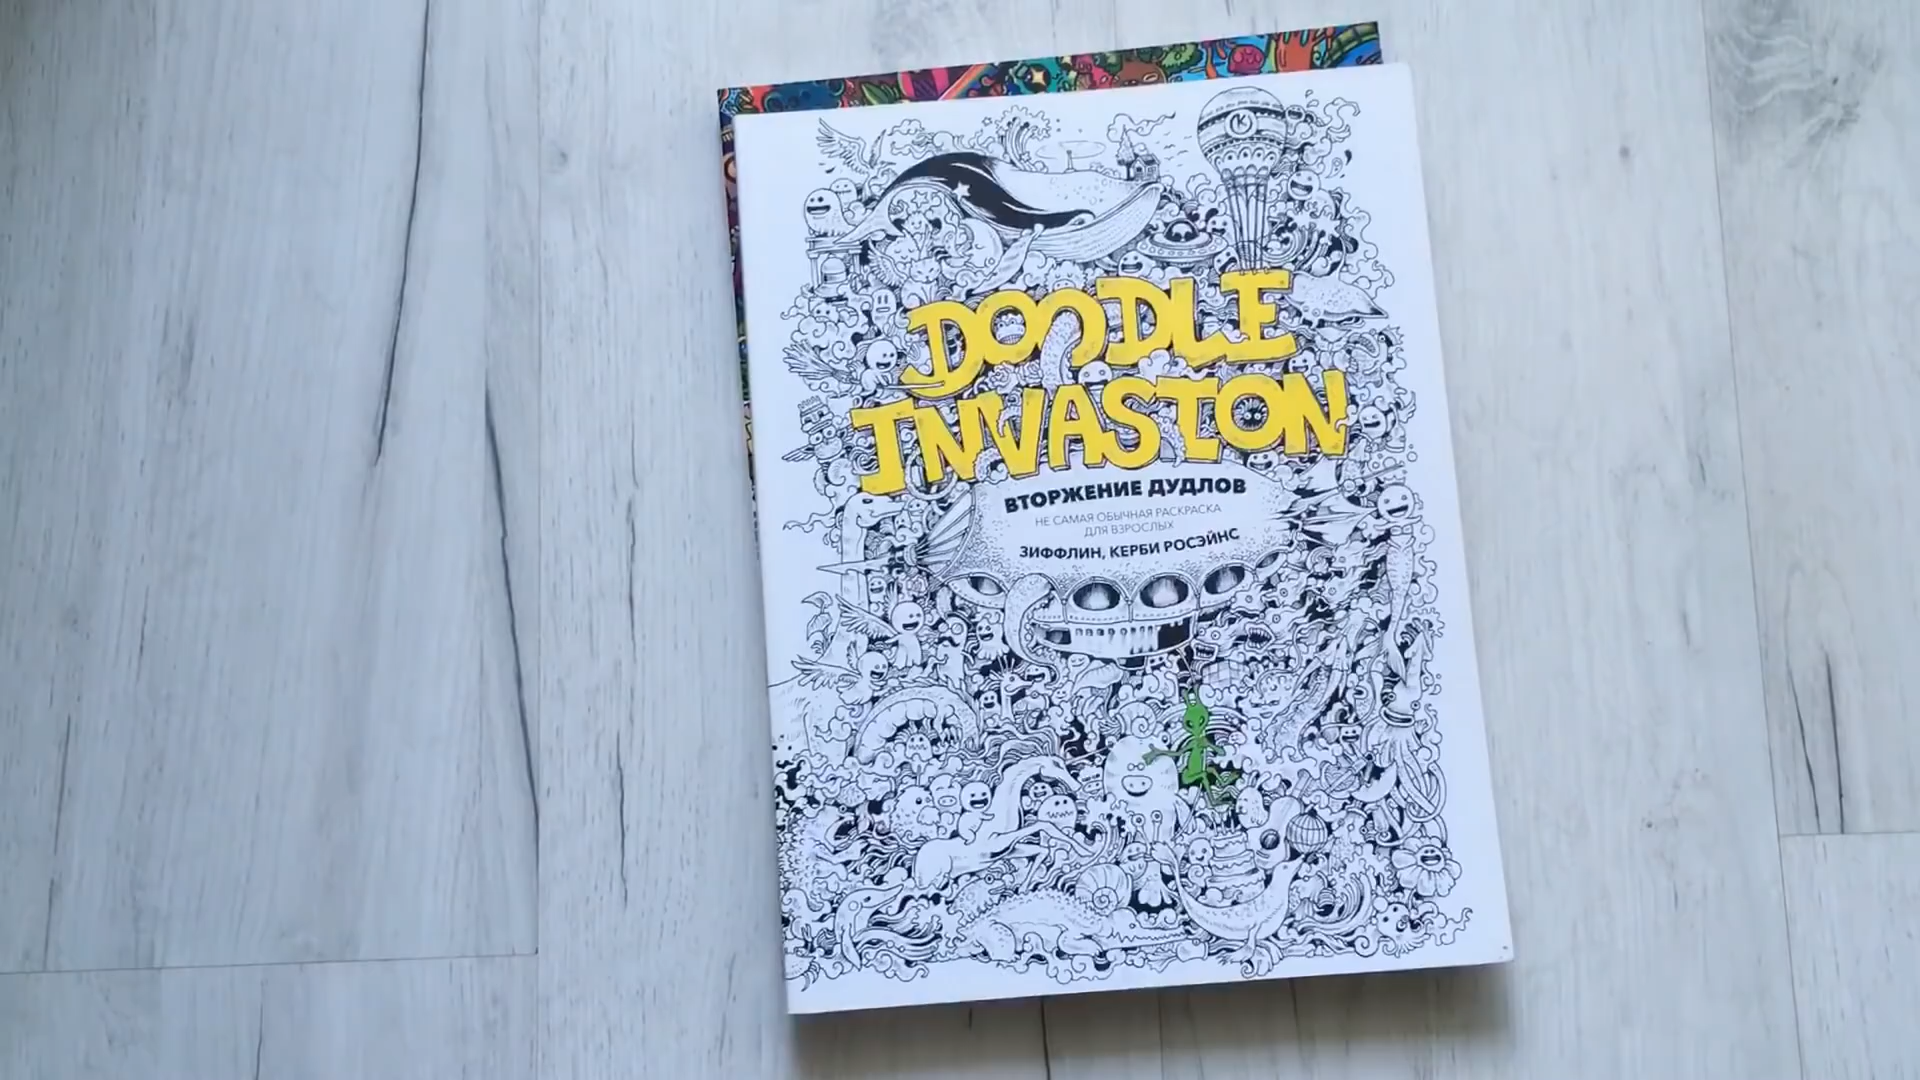 DOODLE
INVASION
ВТОРЖЕНИЕ ДУДЛОВ
НЕ САМАЯ ОБЫЧНАЯ РАСКРАСКА
ДЛЯ ВЗРОСЛЫХ
ЗИФФЛИН, КЕРБИ РОСЭЙНС